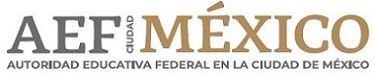 AEF CIUDAD MÉXICO
AUTORIDAD EDUCATIVA FEDERAL EN LA CIUDAD DE MÉXICO